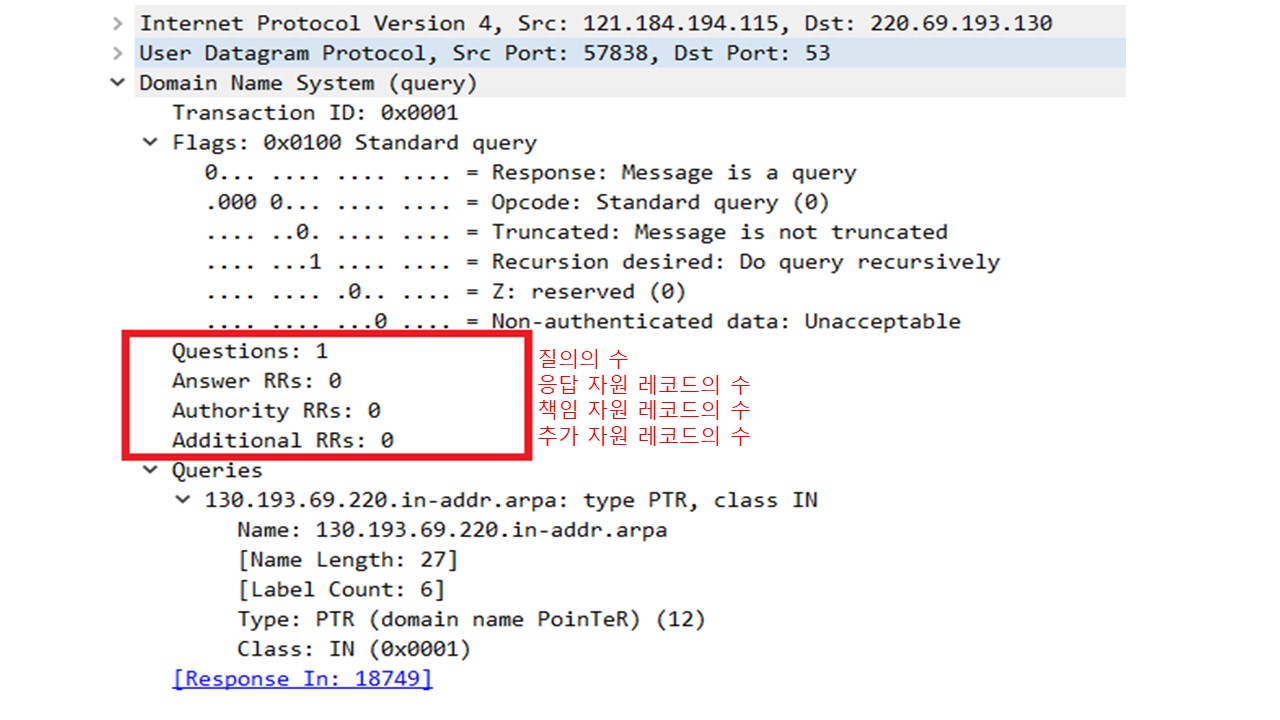 Internet Protocol Version 4, Src: 121.184.194.115, Dst: 220.69.193.130
User Datagram Protocol, Src Port: 57838, Dst Port: 53
Domain Name System (query)
Transaction ID: 0x0001
Flags: 0x0100 Standard query
0... .... .... .... = Response: Message is a query
.000 0... .... .... = Opcode: Standard query (0)
.... ..0. .... .... = Truncated: Message is not truncated
.... ...1 .... .... = Recursion desired: Do query recursively
.... .... .0.. .... = Z: reserved (0)
.... .... ...0 .... = Non-authenticated data: Unacceptable
Questions: 1 질의의 수
Answer RRs: 0 응답 자원 레코드의 수
Authority RRs: 0 책임 자원 레코드의 수
Additional RRs: 0 추가 자원 레코드의 수
Queries
130.193.69.220.in-addr.arpa: type PTR, class IN
Name: 130.193.69.220.in-addr.arpa
[Name Length: 27]
[Label Count: 6]
Type: PTR (domain name PoinTeR) (12)
Class: IN (0x0001)
[Response In: 18749]